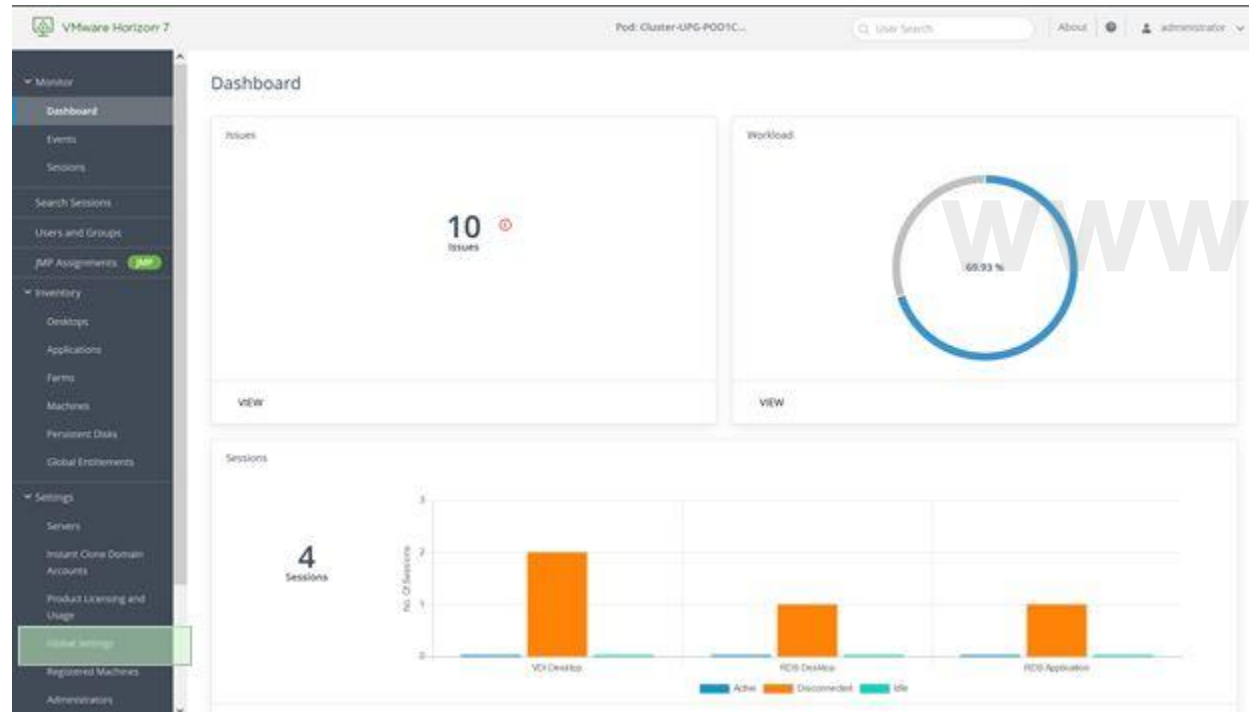 VMware Horizon 7
Pod: Cluster-UPG-POD1C...
User Search
About
administrator
Monitor
Dashboard
Events
Sessions
Search Sessions
Users and Groups
JMP Assignments
JMP
Inventory
Desktops
Applications
Farms
Machines
Persistent Disks
Global Entitlements
Settings
Servers
Instant Clone Domain
Accounts
Product Licensing and
Usage
Global Settings
Registered Machines
Administrators
Dashboard
Issues
10
Issues
VIEW
Workload
69.93 %
VIEW
WWW
Sessions
4
Sessions
No. Of Sessions
3
2
1
0
VDI Desktop
RDS Desktop
RDS Application
Active
Disconnected
Idle